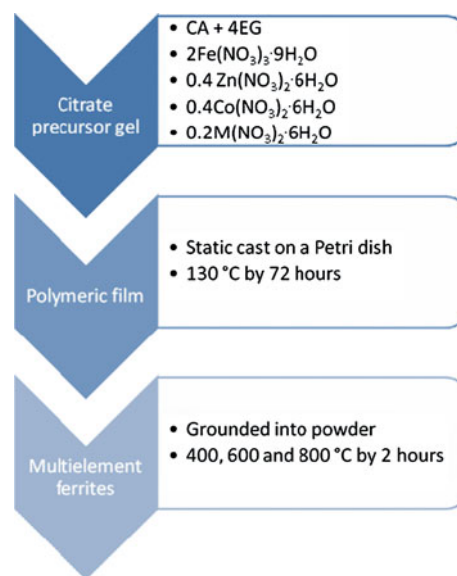 Citrate
precursor gel
• CA + 4EG
• 2Fe(NO₃)₃·9H₂O
• 0.4 Zn(NO₃)₂·6H₂O
• 0.4Co(NO₃)₂·6H₂O
• 0.2M(NO₃)₂·6H₂O
Polymeric film
• Static cast on a Petri dish
• 130 °C by 72 hours
Multielement
ferrites
• Grounded into powder
• 400, 600 and 800 °C by 2 hours